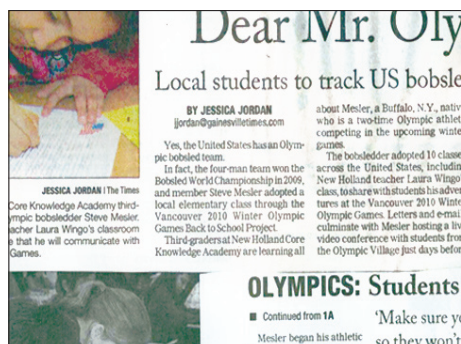 Dear Mr. Oly
Local students to track US bobsle
BY JESSICA JORDAN
jjordan@gainesvilletimes.com
Yes, the United States has an Olym-
pic bobsled team.
In fact, the four-man team won the
Bobsled World Championship in 2009,
and member Steve Mesler adopted a
local elementary class through the
Vancouver 2010 Winter Olympic
Games Back to School Project.
Third-graders at New Holland Core
Knowledge Academy are learning all
about Mesler, a Buffalo, N.Y., nativ
who is a two-time Olympic athlet
competing in the upcoming winte
games.
The bobsledder adopted 10 classe
across the United States, includin
New Holland teacher Laura Wingo
class, to share with students his adven
tures at the Vancouver 2010 Winte
Olympic Games. Letters and e-mai
culminate with Mesler hosting a liv
video conference with students fro
the Olympic Village just days befor
JESSICA JORDAN | The Times
Core Knowledge Academy third-
ympic bobsledder Steve Mesler.
acher Laura Wingo's classroom
e that he will communicate with
Games.
OLYMPICS: Students
Continued from 1A
Mesler began his athletic
'Make sure yo
so they won't